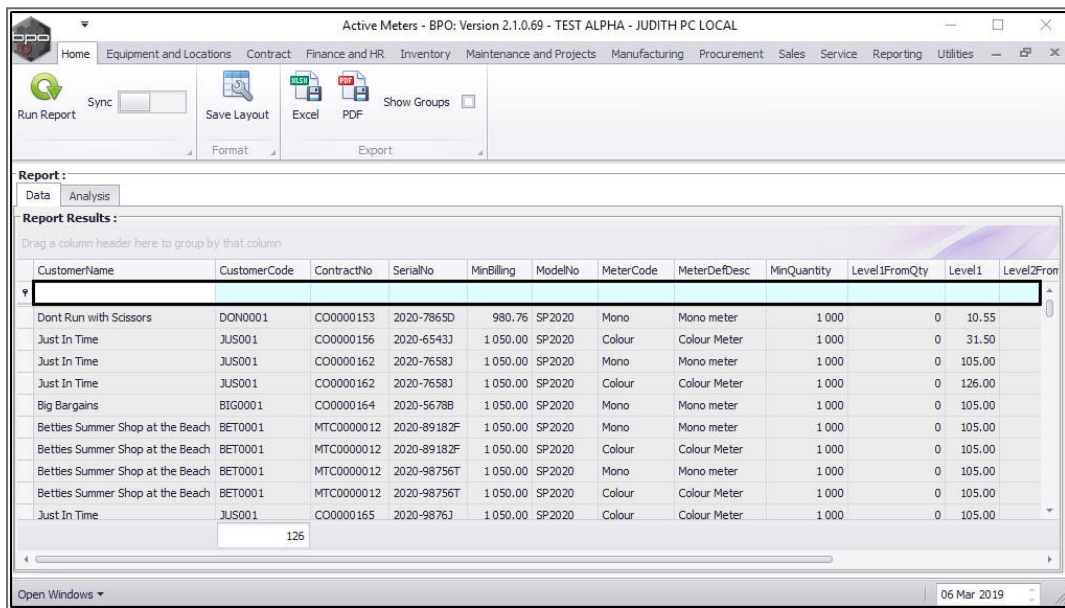 Active Meters - BPO: Version 2.1.0.69 - TEST ALPHA - JUDITH PC LOCAL
bpo
Home Equipment and Locations Contract Finance and HR Inventory Maintenance and Projects Manufacturing Procurement Sales Service Reporting Utilities
XLSX PDF
Sync Show Groups
Run Report Save Layout Excel PDF
Format Export
Report :
Data Analysis
Report Results :
Drag a column header here to group by that column
CustomerName CustomerCode ContractNo SerialNo MinBilling ModelNo MeterCode MeterDefDesc MinQuantity Level1FromQty Level1 Level2From
Dont Run with Scissors DON0001 CO0000153 2020-7865D 980.76 SP2020 Mono Mono meter 1 000 0 10.55
Just In Time JUS001 CO0000156 2020-6543J 1 050.00 SP2020 Colour Colour Meter 1 000 0 31.50
Just In Time JUS001 CO0000162 2020-7658J 1 050.00 SP2020 Mono Mono meter 1 000 0 105.00
Just In Time JUS001 CO0000162 2020-7658J 1 050.00 SP2020 Colour Colour Meter 1 000 0 126.00
Big Bargains BIG0001 CO0000164 2020-5678B 1 050.00 SP2020 Mono Mono meter 1 000 0 105.00
Betties Summer Shop at the Beach BET0001 MTC0000012 2020-89182F 1 050.00 SP2020 Mono Mono meter 1 000 0 105.00
Betties Summer Shop at the Beach BET0001 MTC0000012 2020-89182F 1 050.00 SP2020 Colour Colour Meter 1 000 0 105.00
Betties Summer Shop at the Beach BET0001 MTC0000012 2020-98756T 1 050.00 SP2020 Mono Mono meter 1 000 0 105.00
Betties Summer Shop at the Beach BET0001 MTC0000012 2020-98756T 1 050.00 SP2020 Colour Colour Meter 1 000 0 105.00
Just In Time JUS001 CO0000165 2020-9876J 1 050.00 SP2020 Colour Colour Meter 1 000 0 105.00
126
Open Windows 06 Mar 2019